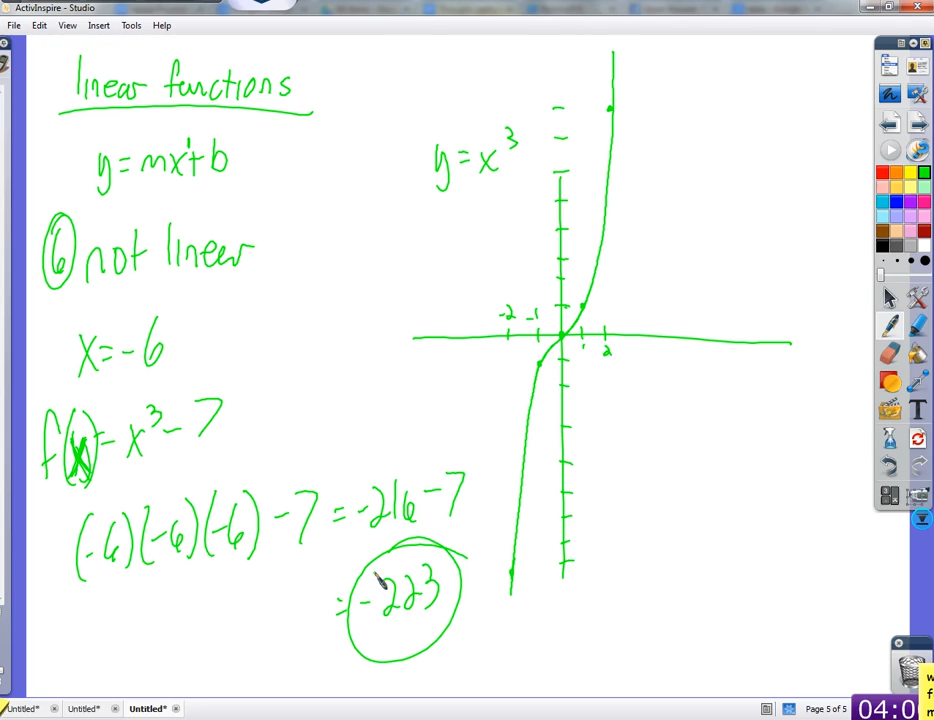 ActivInspire - Studio
File Edit View Insert Tools Help
linear functions
y = mx¹ + b
6 not linear
x = -6
f(x) = x³ - 7
(-6)(-6)(-6) - 7 = -216 - 7
= -223
y = x³
-2 -1 1 2
Untitled* Untitled* Untitled*
Page 5 of 5
04:0
w
f
m